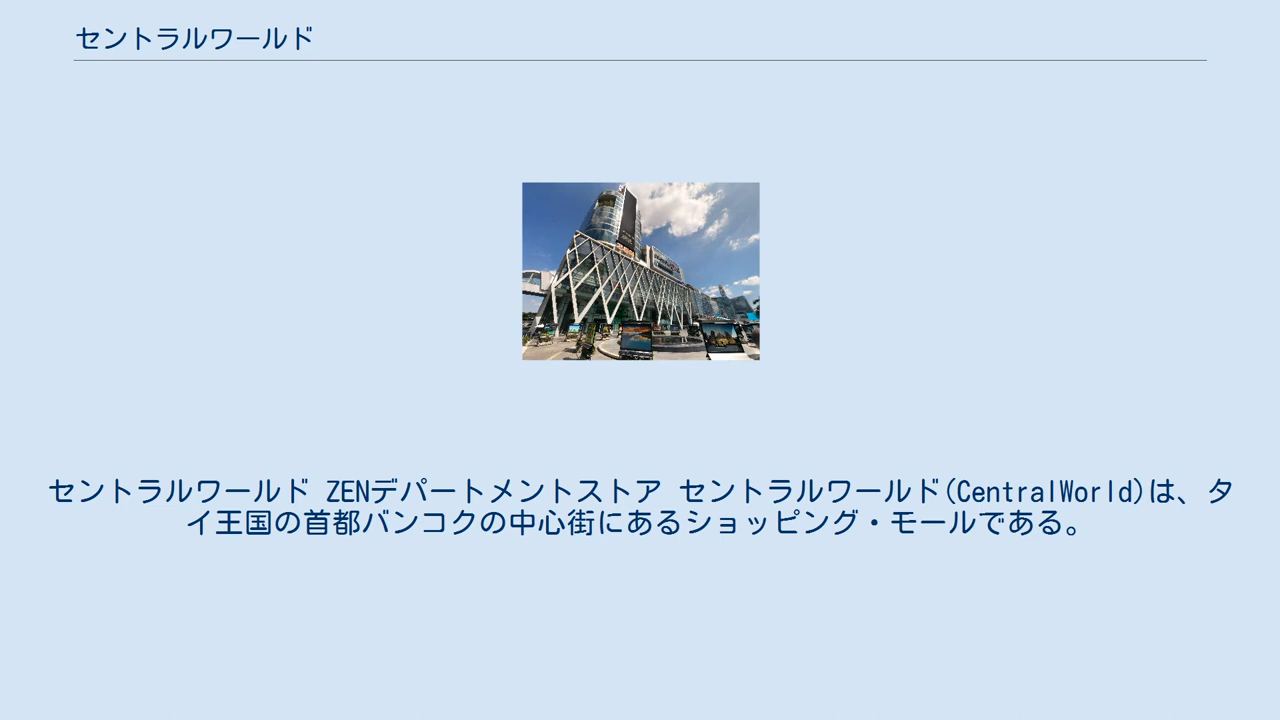 セントラルワールド
セントラルワールド ZENデパートメントストア セントラルワールド(CentralWorld)は、タ
イ王国の首都バンコクの中心街にあるショッピング・モールである。